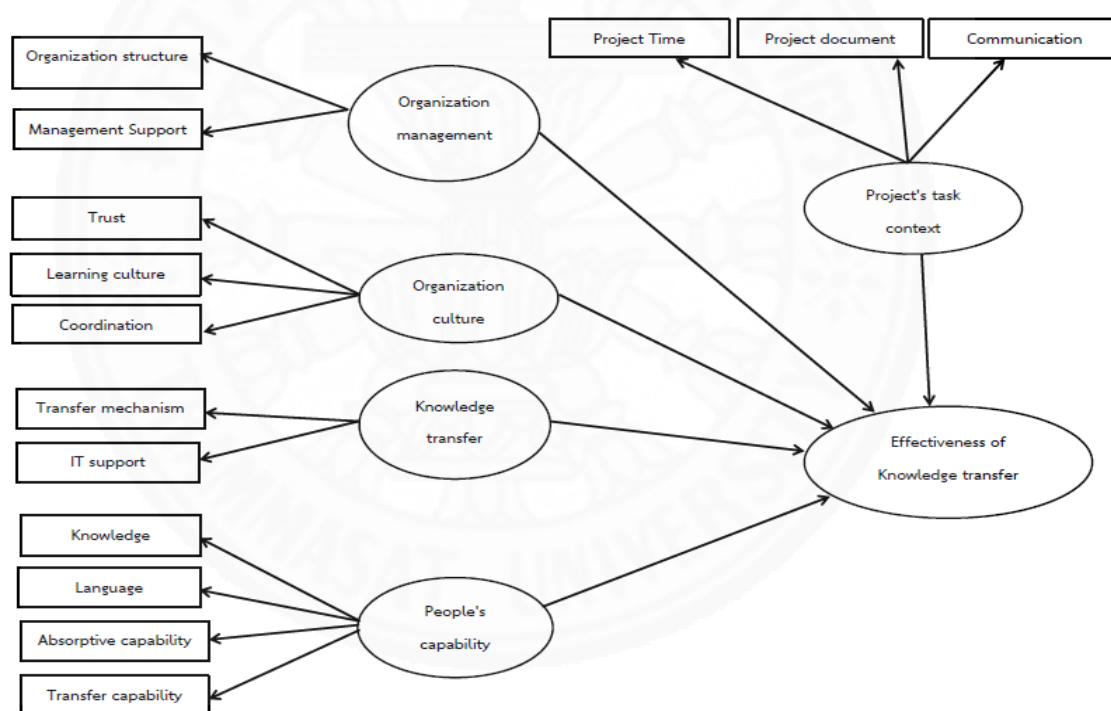 Project Time
Project document
Communication
Organization structure
Management Support
Organization
management
Project's task
context
Trust
Learning culture
Coordination
Organization
culture
Transfer mechanism
IT support
Knowledge
transfer
Effectiveness of
Knowledge transfer
Knowledge
Language
Absorptive capability
Transfer capability
People's
capability